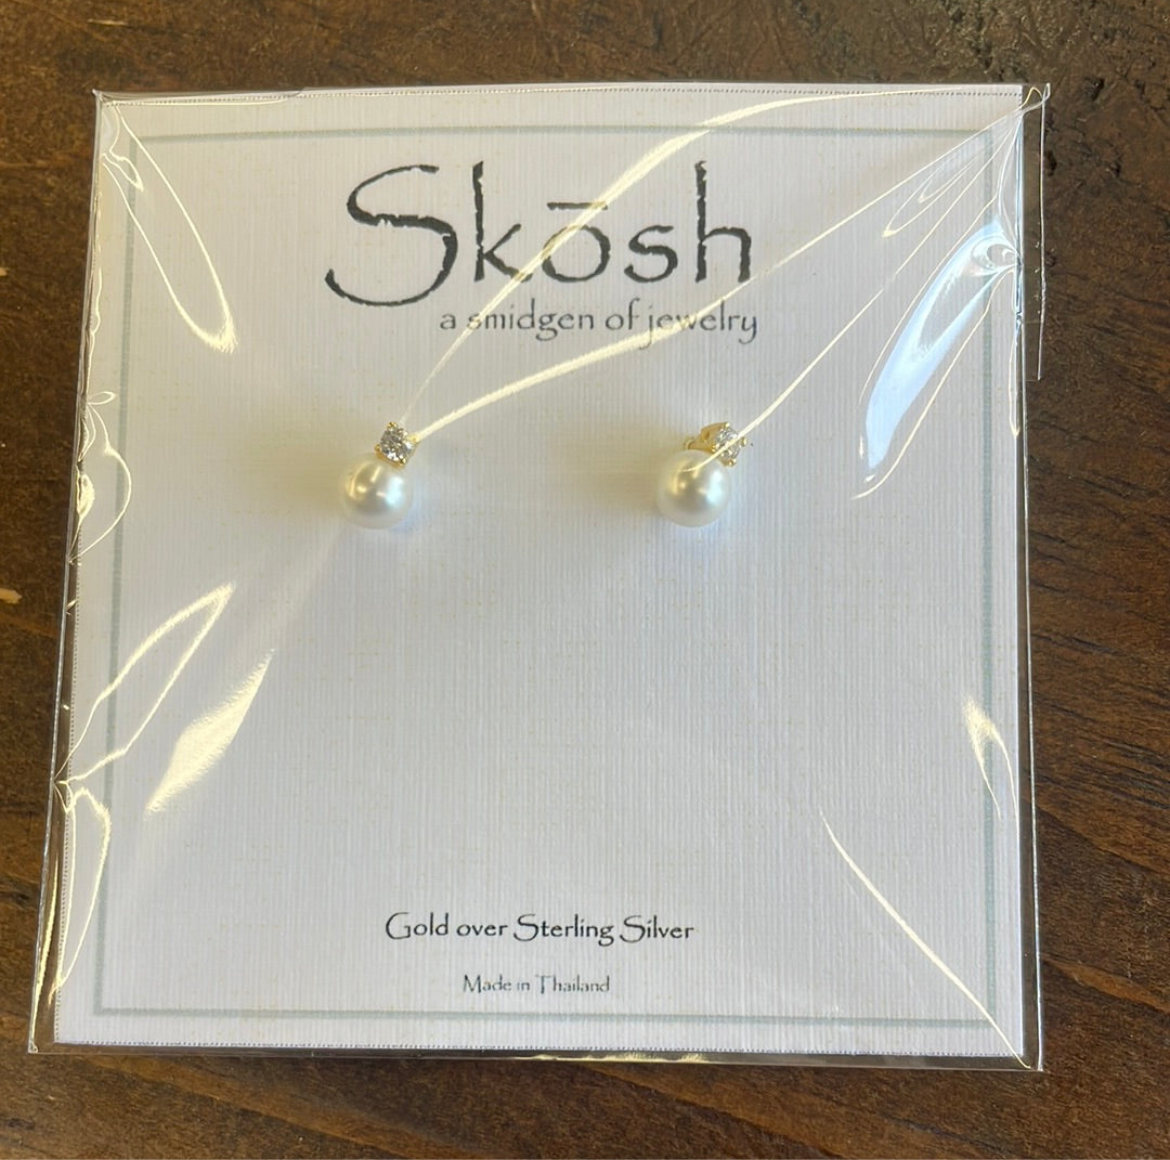 Skōsh
a smidgen of jewelry
Gold over Sterling Silver
Made in Thailand